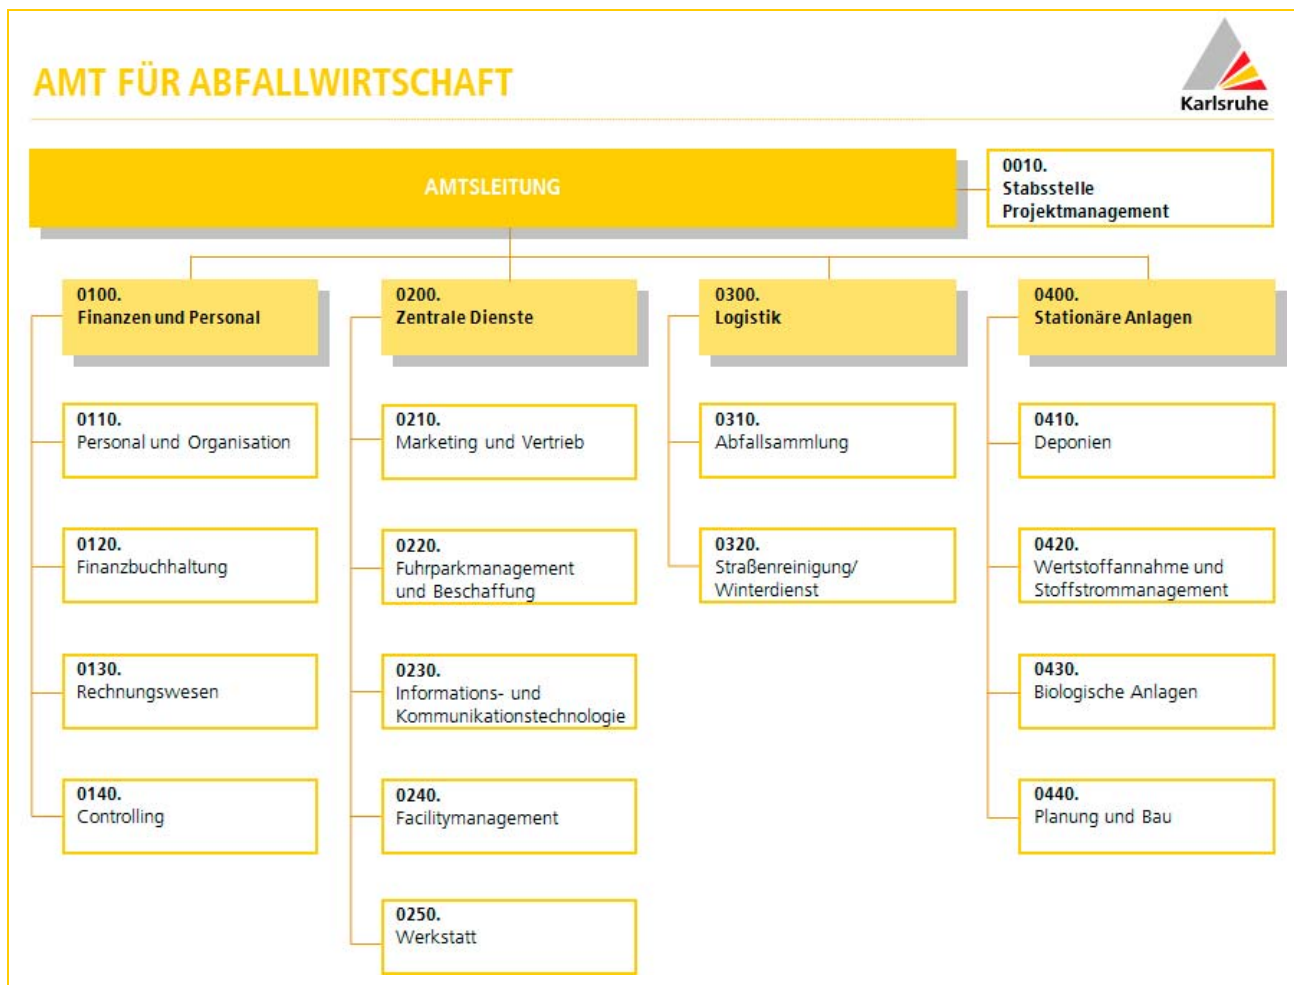 AMT FÜR ABFALLWIRTSCHAFT
Karlsruhe
AMTSLEITUNG
0010.
Stabsstelle
Projektmanagement
0100.
Finanzen und Personal
0110.
Personal und Organisation
0120.
Finanzbuchhaltung
0130.
Rechnungswesen
0140.
Controlling
0200.
Zentrale Dienste
0210.
Marketing und Vertrieb
0220.
Fuhrparkmanagement
und Beschaffung
0230.
Informations- und
Kommunikationstechnologie
0240.
Facilitymanagement
0250.
Werkstatt
0300.
Logistik
0310.
Abfallsammlung
0320.
Straßenreinigung/
Winterdienst
0400.
Stationäre Anlagen
0410.
Deponien
0420.
Wertstoffannahme und
Stoffstrommanagement
0430.
Biologische Anlagen
0440.
Planung und Bau